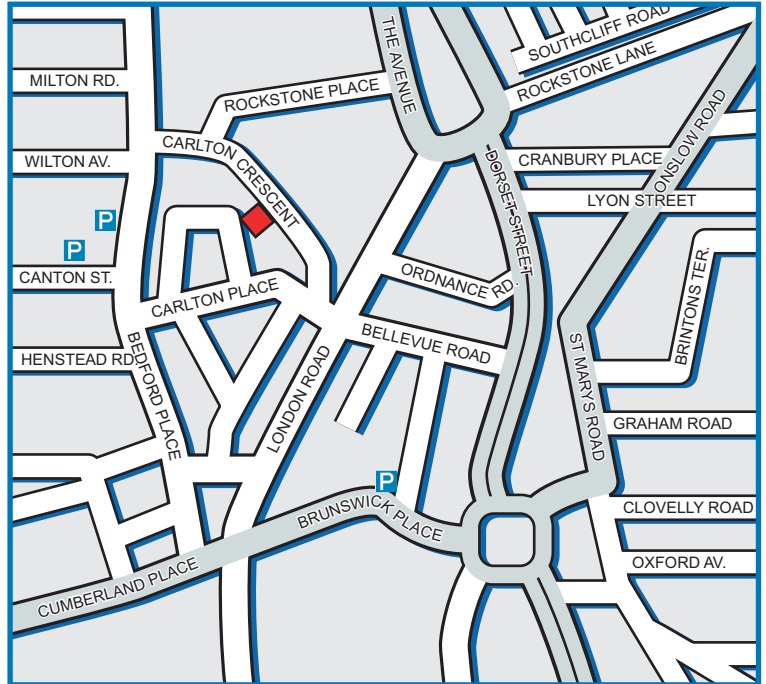 THE AVENUE
SOUTHCLIFF ROAD
MILTON RD.
ROCKSTONE PLACE
ROCKSTONE LANE
CARLTON CRESCENT
WILTON AV.
DORSET STREET
CRANBURY PLACE
ONSLOW ROAD
LYON STREET
P
P
CANTON ST.
CARLTON PLACE
ORDNANCE RD.
BRINTONS TER.
HENSTEAD RD.
BEDFORD PLACE
BELLEVUE ROAD
LONDON ROAD
ST MARYS ROAD
GRAHAM ROAD
P
BRUNSWICK PLACE
CLOVELLY ROAD
CUMBERLAND PLACE
OXFORD AV.